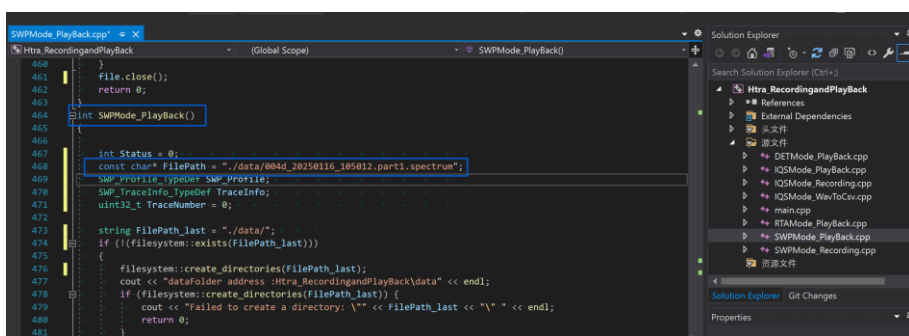 SWPMode_PlayBack.cpp*
Htra_RecordingandPlayBack
(Global Scope)
SWPMode_PlayBack()
460 }
461 file.close();
462 return 0;
463 }
464 int SWPMode_PlayBack()
465 {
466
467 int Status = 0;
468 const char* FilePath = "./data/004d_20250116_105012.part1.spectrum";
469 SWP_Profile_TypeDef SWP_Profile;
470 SWP_TraceInfo_TypeDef TraceInfo;
471 uint32_t TraceNumber = 0;
472
473 string FilePath_last = "./data/";
474 if (!(filesystem::exists(FilePath_last)))
475 {
476 filesystem::create_directories(FilePath_last);
477 cout << "dataFolder address :Htra_RecordingandPlayBack\data" << endl;
478 if (filesystem::create_directories(FilePath_last)) {
479 cout << "Failed to create a directory: \"" << FilePath_last << "\" " << endl;
480 return 0;
481 }
Solution Explorer
Search Solution Explorer (Ctrl+;)
Htra_RecordingandPlayBack
References
External Dependencies
头文件
源文件
DETMode_PlayBack.cpp
IQSMode_PlayBack.cpp
IQSMode_Recording.cpp
IQSMode_WavToCsv.cpp
main.cpp
RTAMode_PlayBack.cpp
SWPMode_PlayBack.cpp
SWPMode_Recording.cpp
资源文件
Solution Explorer Git Changes
Properties